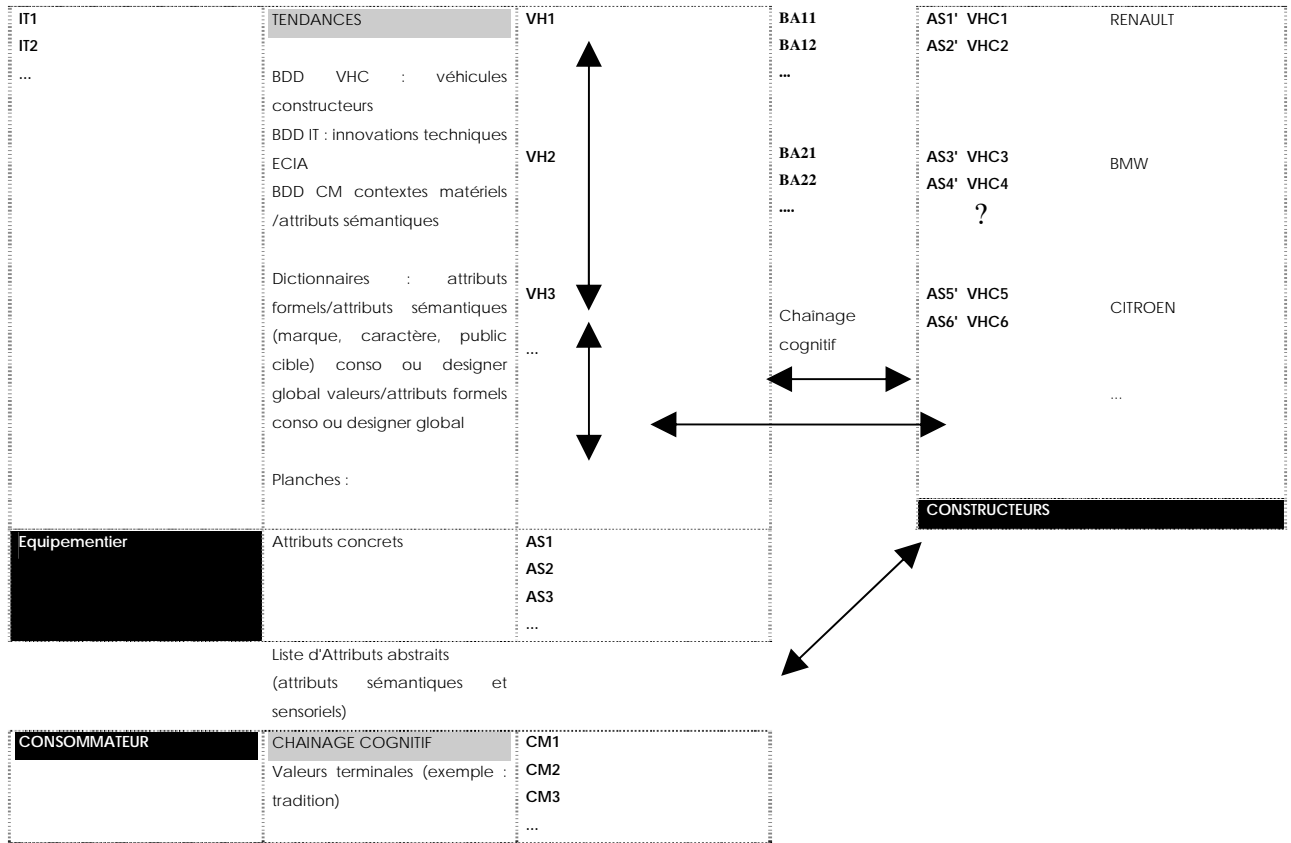 IT1
IT2
...
TENDANCES
BDD VHC : véhicules
constructeurs
BDD IT : innovations techniques
ECIA
BDD CM contextes matériels
/attributs sémantiques
Dictionnaires : attributs
formels/attributs sémantiques
(marque, caractère, public
cible) conso ou designer
global valeurs/attributs formels
conso ou designer global
Planches :
VH1
VH2
VH3
...
BA11
BA12
...
BA21
BA22
....
Chaînage
cognitif
AS1' VHC1
AS2' VHC2
AS3' VHC3
AS4' VHC4
?
AS5' VHC5
AS6' VHC6
RENAULT
BMW
CITROEN
...
CONSTRUCTEURS
Equipementier
Attributs concrets
AS1
AS2
AS3
...
Liste d'Attributs abstraits
(attributs sémantiques et
sensoriels)
CONSOMMATEUR
CHAINAGE COGNITIF
Valeurs terminales (exemple :
tradition)
CM1
CM2
CM3
...